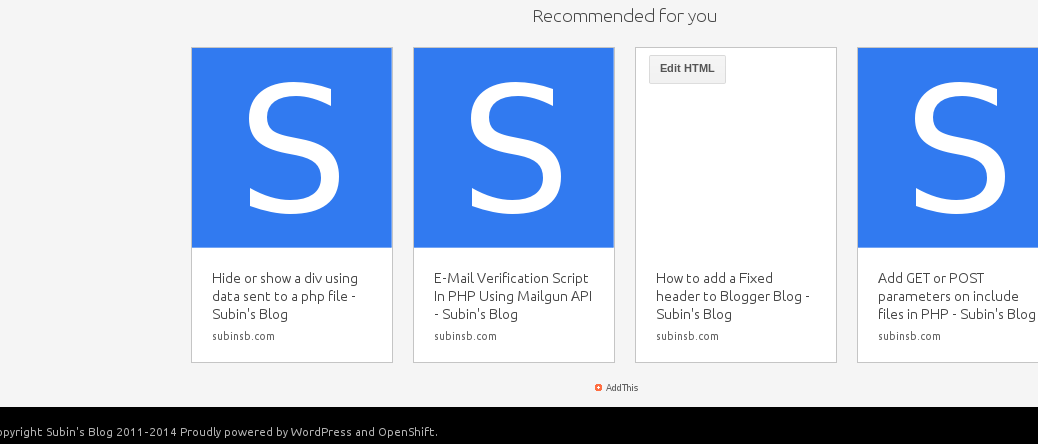 Recommended for you
S
S
Edit HTML
S
Hide or show a div using
data sent to a php file -
Subin's Blog
subinsb.com
E-Mail Verification Script
In PHP Using Mailgun API
- Subin's Blog
subinsb.com
How to add a Fixed
header to Blogger Blog -
Subin's Blog
subinsb.com
Add GET or POST
parameters on include
files in PHP - Subin's Blog
subinsb.com
AddThis
opyright Subin's Blog 2011-2014 Proudly powered by WordPress and OpenShift.